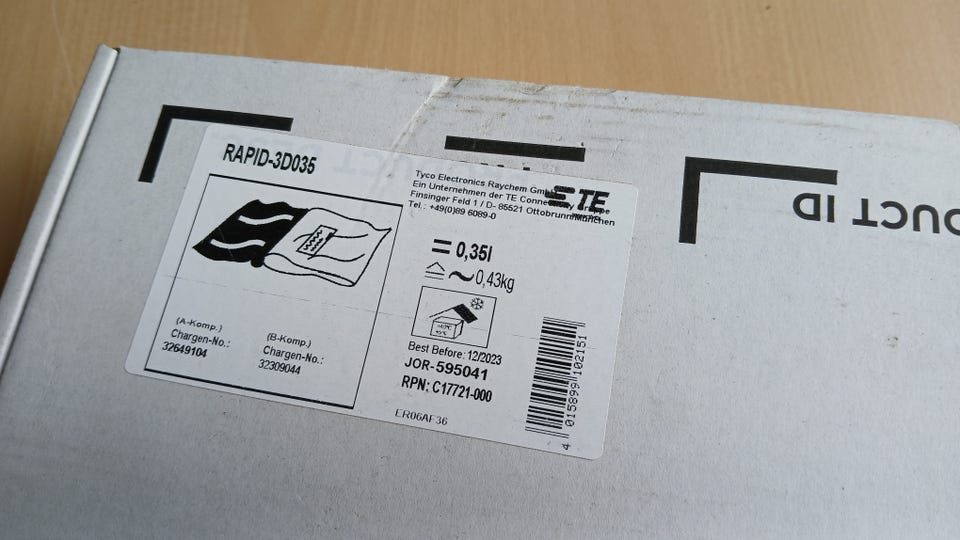 RAPID-3D035
Tyco Electronics Raychem GmbH
Ein Unternehmen der TE Connectivity Gruppe
Finsinger Feld 1 / D- 85521 Ottobrunn/München
Tel.: +49(0)89 6089-0
TE
= 0,35l
≙ ~0,43kg
(A-Komp.)
Chargen-No.:
32649104
(B-Komp.)
Chargen-No.:
32309044
Best Before: 12/2023
JOR-595041
RPN: C17721-000
ER06AF36
4 015899 102151
DUCT ID